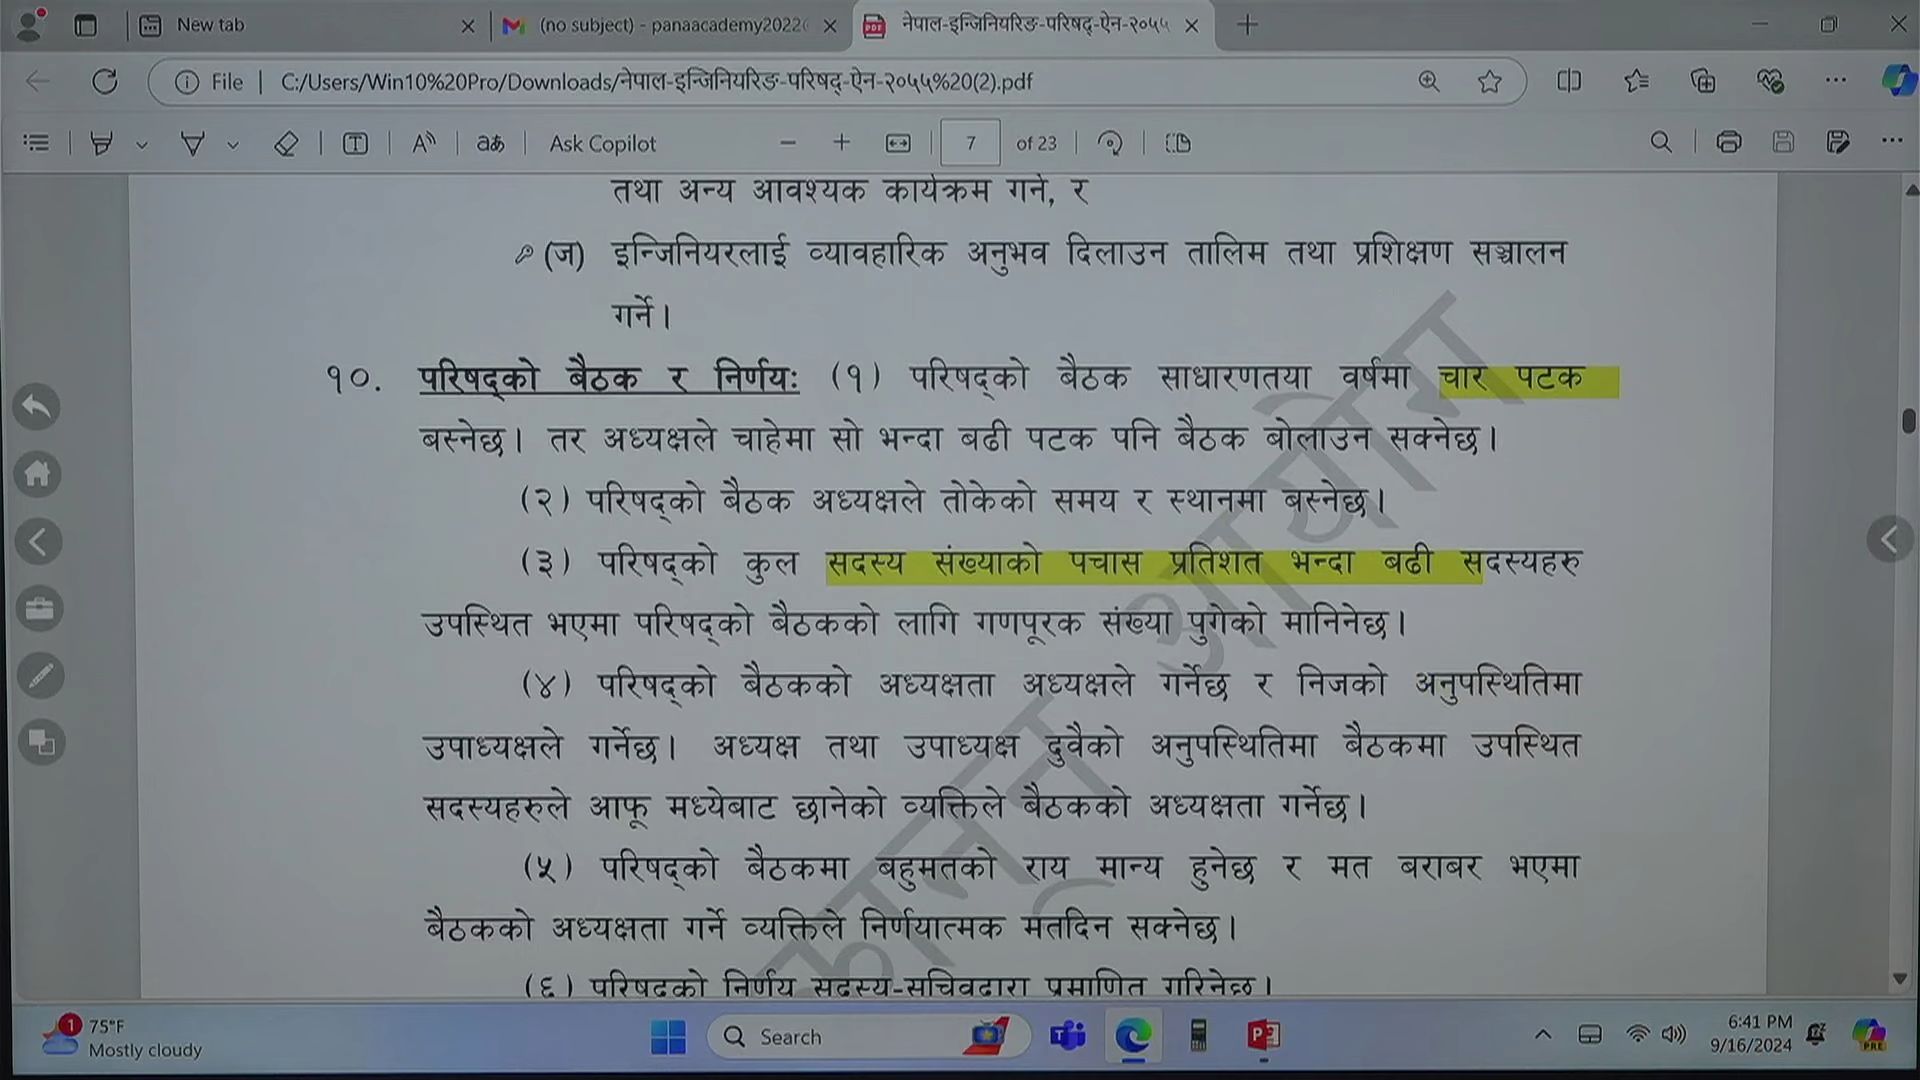 New tab
(no subject) - panaacademy2022
नेपाल-इन्जिनियरिङ-परिषद्-ऐन-२०५५
File
C:/Users/Win10%20Pro/Downloads/नेपाल-इन्जिनियरिङ-परिषद्-ऐन-२०५५%20(2).pdf
Ask Copilot
7
of 23
तथा अन्य आवश्यक कार्यक्रम गर्ने, र
(ज) इन्जिनियरलाई व्यावहारिक अनुभव दिलाउन तालिम तथा प्रशिक्षण सञ्चालन
गर्ने।
१०. परिषद्को बैठक र निर्णयः (१) परिषद्को बैठक साधारणतया वर्षमा चार पटक
बस्नेछ। तर अध्यक्षले चाहेमा सो भन्दा बढी पटक पनि बैठक बोलाउन सक्नेछ।
(२) परिषद्को बैठक अध्यक्षले तोकेको समय र स्थानमा बस्नेछ।
(३) परिषद्को कुल सदस्य संख्याको पचास प्रतिशत भन्दा बढी सदस्यहरु
उपस्थित भएमा परिषद्को बैठकको लागि गणपूरक संख्या पुगेको मानिनेछ।
(४) परिषद्को बैठकको अध्यक्षता अध्यक्षले गर्नेछ र निजको अनुपस्थितिमा
उपाध्यक्षले गर्नेछ। अध्यक्ष तथा उपाध्यक्ष दुवैको अनुपस्थितिमा बैठकमा उपस्थित
सदस्यहरुले आफू मध्येबाट छानेको व्यक्तिले बैठकको अध्यक्षता गर्नेछ।
(५) परिषद्को बैठकमा बहुमतको राय मान्य हुनेछ र मत बराबर भएमा
बैठकको अध्यक्षता गर्ने व्यक्तिले निर्णयात्मक मतदिन सक्नेछ।
(६) परिषद्को निर्णय सदस्य-सचिवद्वारा प्रमाणित गरिनेछ।
कानून आयोग
1
75°F
Mostly cloudy
Search
6:41 PM
9/16/2024
PRE